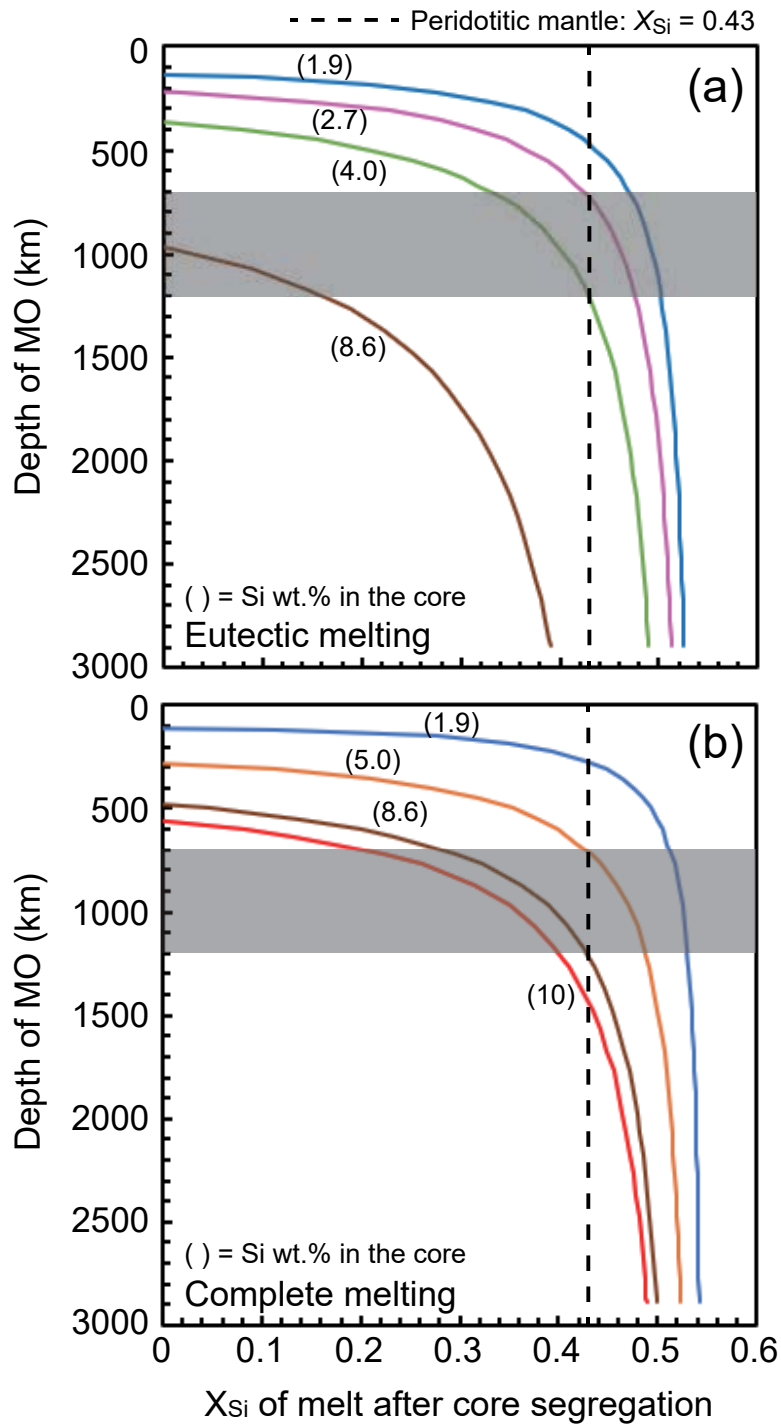 Peridotitic mantle: XSi = 0.43
0
500
1000
1500
2000
2500
3000
Depth of MO (km)
(a)
(1.9)
(2.7)
(4.0)
(8.6)
( ) = Si wt.% in the core
Eutectic melting
0
500
1000
1500
2000
2500
3000
Depth of MO (km)
(b)
(1.9)
(5.0)
(8.6)
(10)
( ) = Si wt.% in the core
Complete melting
0 0.1 0.2 0.3 0.4 0.5 0.6
XSi of melt after core segregation